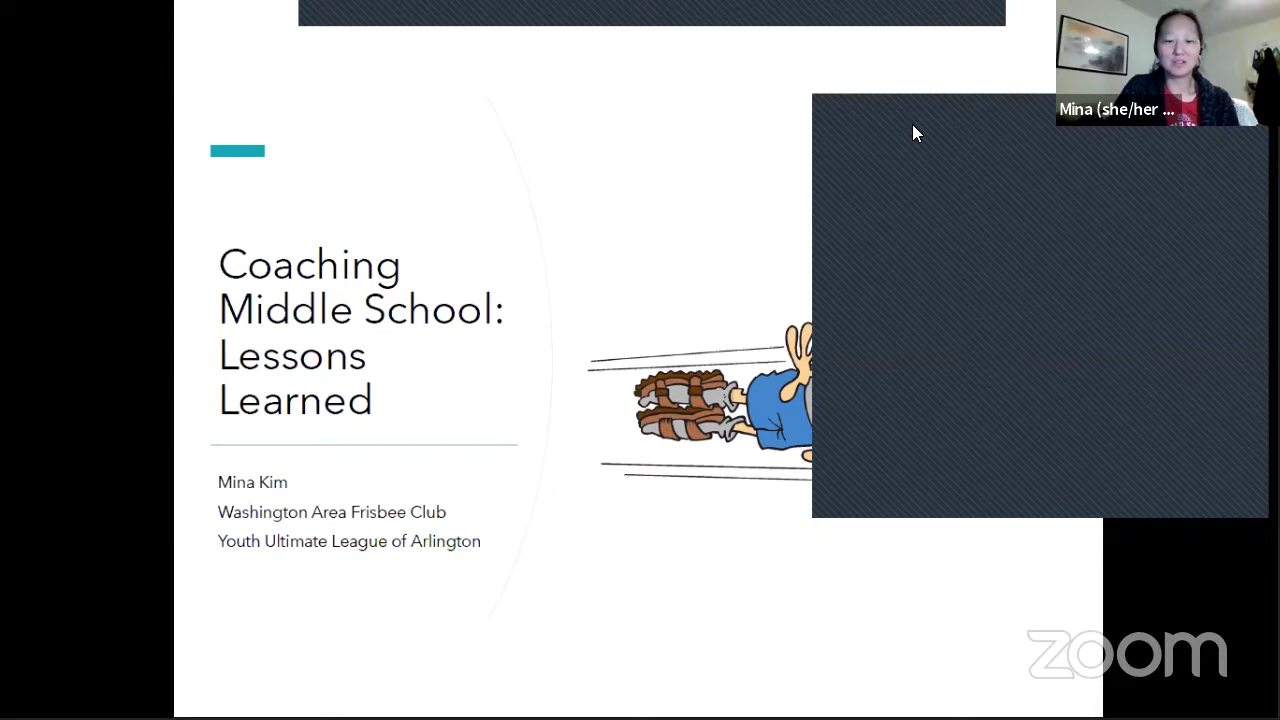 Mina (she/her ...
Coaching
Middle School:
Lessons
Learned
Mina Kim
Washington Area Frisbee Club
Youth Ultimate League of Arlington
zoom